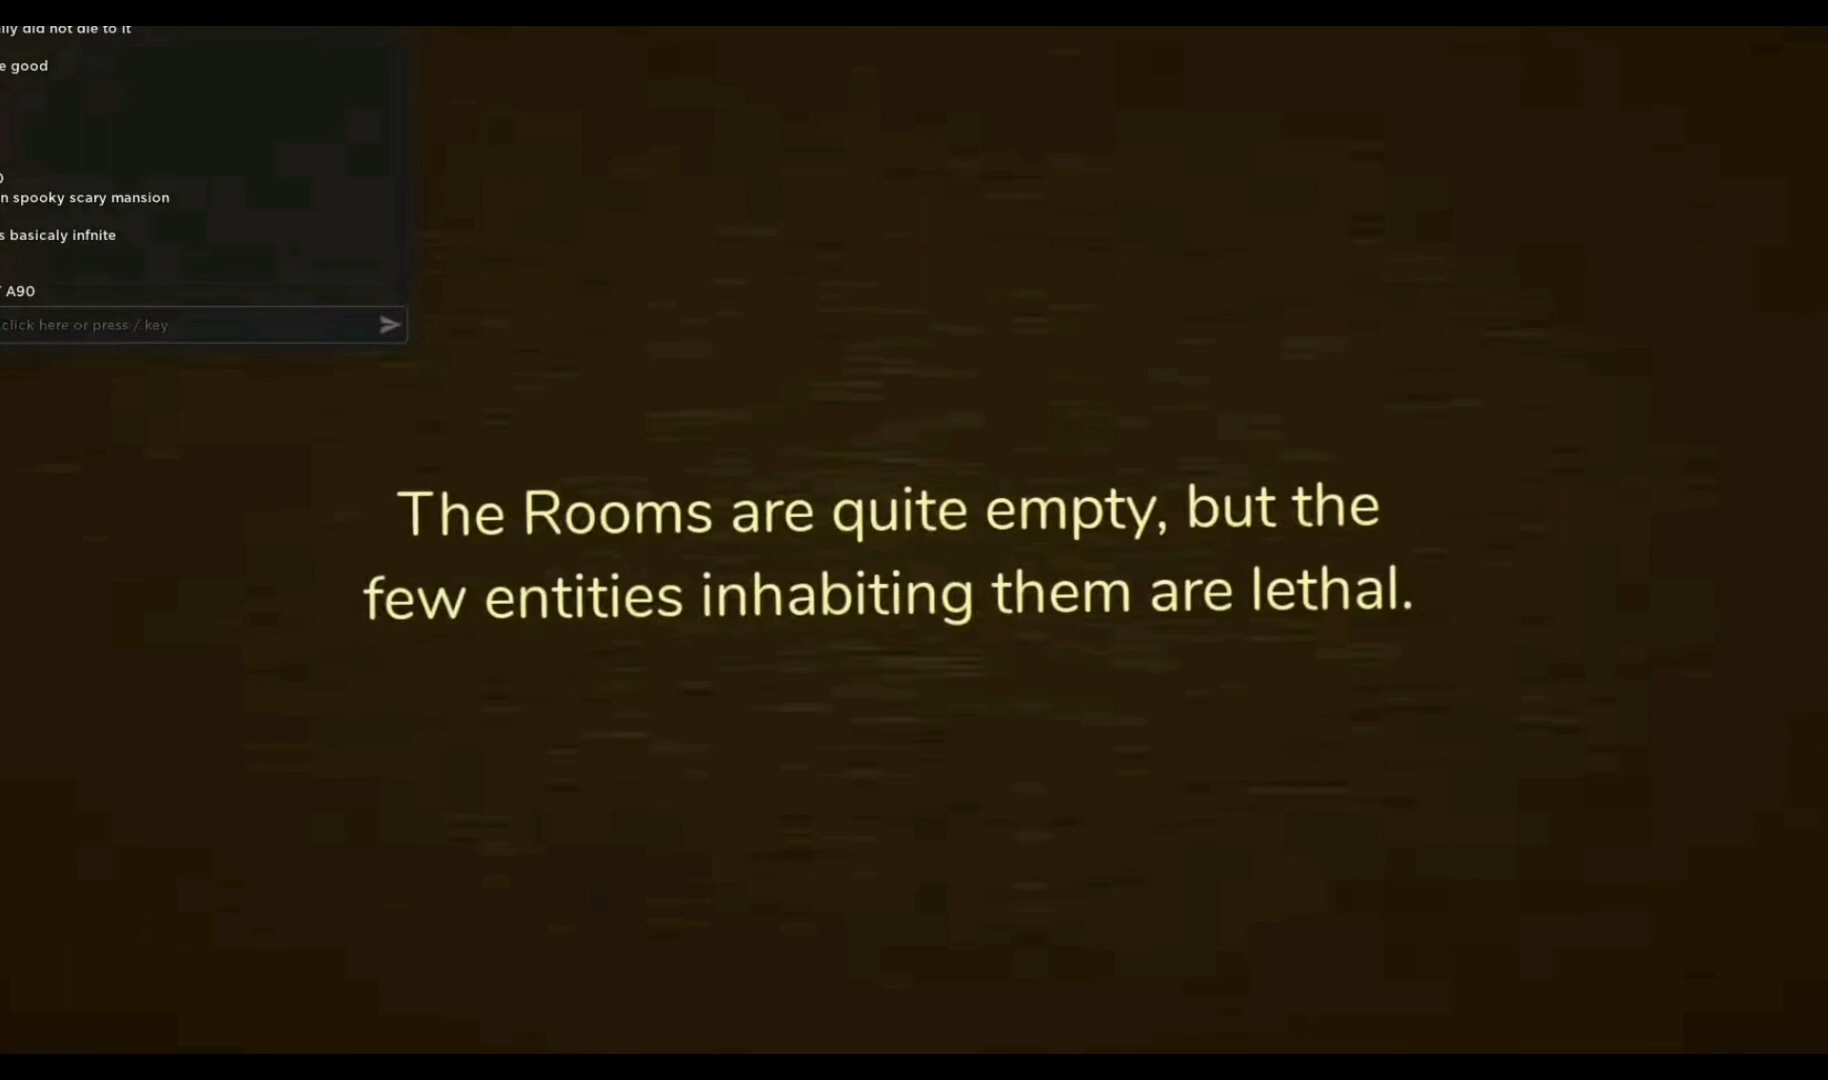 did not die to it
good
spooky scary mansion
basicaly infnite
A90
click here or press / key
The Rooms are quite empty, but the
few entities inhabiting them are lethal.